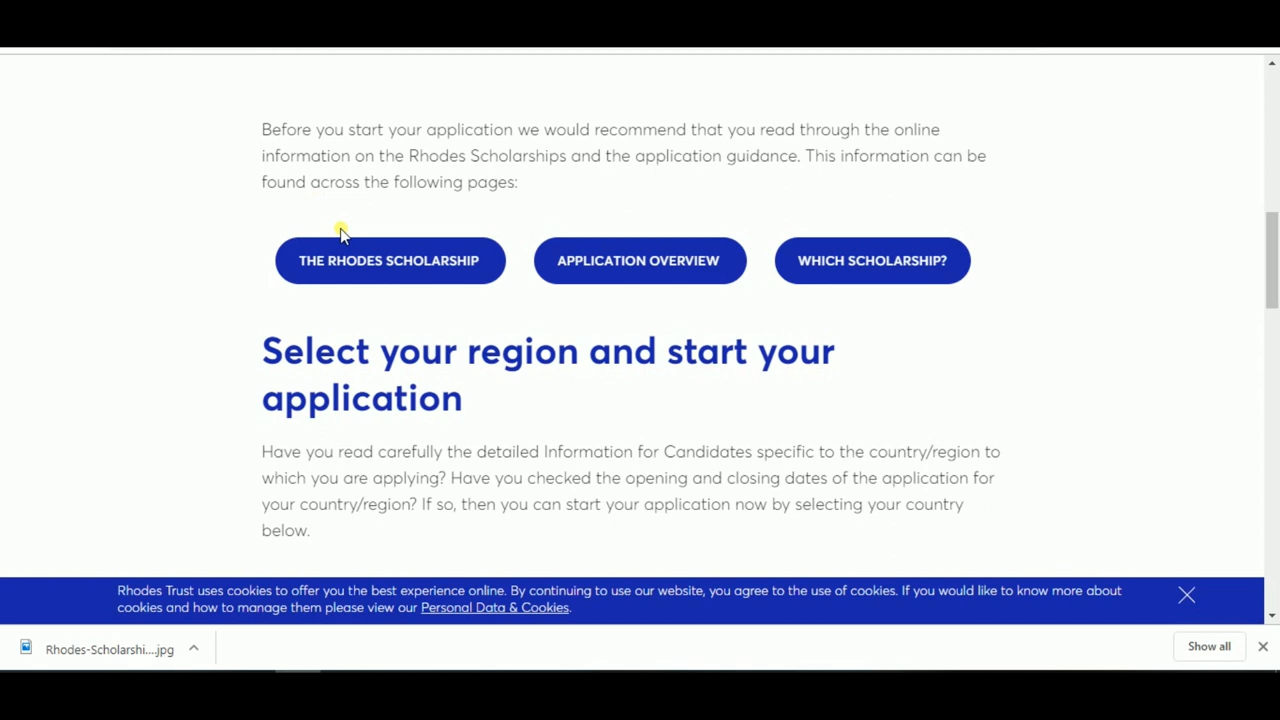 Before you start your application we would recommend that you read through the online
information on the Rhodes Scholarships and the application guidance. This information can be
found across the following pages:
THE RHODES SCHOLARSHIP
APPLICATION OVERVIEW
WHICH SCHOLARSHIP?
Select your region and start your
application
Have you read carefully the detailed Information for Candidates specific to the country/region to
which you are applying? Have you checked the opening and closing dates of the application for
your country/region? If so, then you can start your application now by selecting your country
below.
Rhodes Trust uses cookies to offer you the best experience online. By continuing to use our website, you agree to the use of cookies. If you would like to know more about
cookies and how to manage them please view our Personal Data & Cookies.
Rhodes-Scholarshi....jpg
Show all